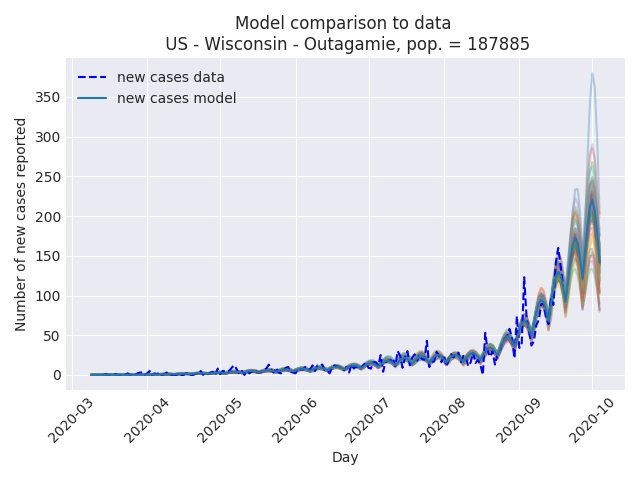 Model comparison to data
US - Wisconsin - Outagamie, pop. = 187885
new cases data
new cases model
Number of new cases reported
350
300
250
200
150
100
50
0
2020-03
2020-04
2020-05
2020-06
2020-07
2020-08
2020-09
2020-10
Day